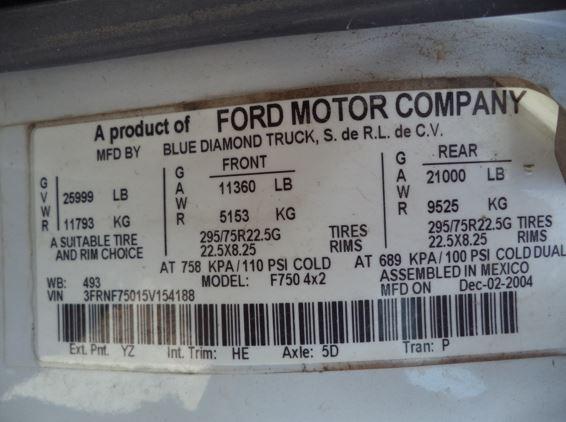 A product of FORD MOTOR COMPANY
MFD BY BLUE DIAMOND TRUCK, S. de R.L. de C.V.
GVWR 25999 LB
11793 KG
A SUITABLE TIRE
AND RIM CHOICE
FRONT
GAWR 11360 LB
5153 KG
295/75R22.5G TIRES
22.5X8.25 RIMS
AT 758 KPA/110 PSI COLD
REAR
GAWR 21000 LB
9525 KG
295/75R22.5G TIRES
22.5X8.25 RIMS
AT 689 KPA/100 PSI COLD DUAL
WB: 493 MODEL: F750 4x2 ASSEMBLED IN MEXICO
VIN 3FRNF75015V154188 MFD ON Dec-02-2004
Ext. Pnt. YZ Int. Trim: HE Axle: 5D Tran: P